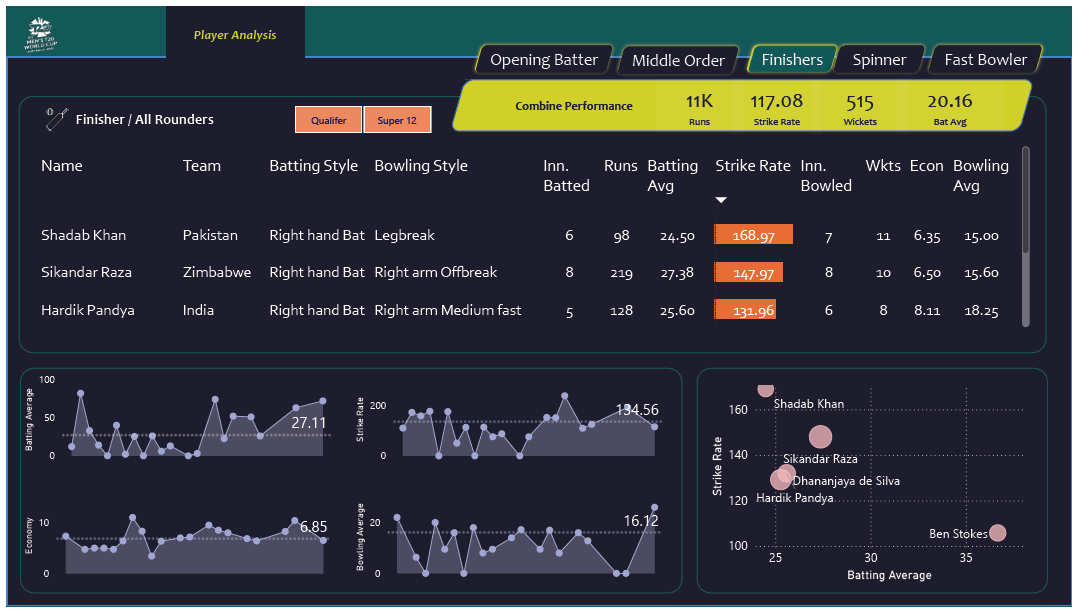 MEN'S T20
WORLD CUP
Player Analysis
Opening Batter
Middle Order
Finishers
Spinner
Fast Bowler
Combine Performance
11K
Runs
117.08
Strike Rate
515
Wickets
20.16
Bat Avg
Finisher / All Rounders
Qualifer
Super 12
Name Team Batting Style Bowling Style Inn. Batted Runs Batting Avg Strike Rate Inn. Bowled Wkts Econ Bowling Avg
Shadab Khan Pakistan Right hand Bat Legbreak 6 98 24.50 168.97 7 11 6.35 15.00
Sikandar Raza Zimbabwe Right hand Bat Right arm Offbreak 8 219 27.38 147.97 8 10 6.50 15.60
Hardik Pandya India Right hand Bat Right arm Medium fast 5 128 25.60 131.96 6 8 8.11 18.25
Batting Average
100
50
0
27.11
Strike Rate
200
0
134.56
Economy
10
0
6.85
Bowling Average
20
0
16.12
Strike Rate
160
140
120
100
Shadab Khan
Sikandar Raza
Dhananjaya de Silva
Hardik Pandya
Ben Stokes
25 30 35
Batting Average